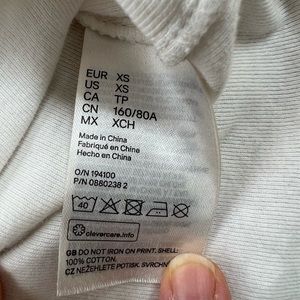 EUR XS
US XS
CA TP
CN 160/80A
MX XCH
Made in China
Fabriqué en Chine
Hecho en China
O/N 194100
P/N 0880238 2
40
clevercare.info
GB DO NOT IRON ON PRINT. SHELL:
100% COTTON.
CZ NEŽEHLETE POTISK. SVRCHNÍ